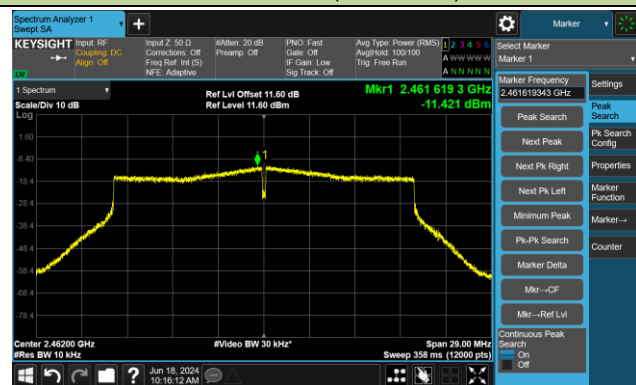 Spectrum Analyzer 1
Swept SA
Marker
KEYSIGHT
Input: RF
Coupling: DC
Align: Off
Input Z: 50 Ω
Corrections: Off
Freq Ref: Int (S)
NFE: Adaptive
#Atten: 20 dB
Preamp: Off
PNO: Fast
Gate: Off
IF Gain: Low
Sig Track: Off
Avg Type: Power (RMS)
Avg|Hold: 100/100
Trig: Free Run
1 2 3 4 5 6
A W W W W W
A N N N N N
LXI
Select Marker
Marker 1
1 Spectrum
Scale/Div 10 dB
Log
Ref Lvl Offset 11.60 dB
Ref Level 11.60 dBm
Mkr1 2.461 619 3 GHz
-11.421 dBm
1.60
-8.40
-18.4
-28.4
-38.4
-48.4
-58.4
-68.4
-78.4
1
Center 2.46200 GHz
#Res BW 10 kHz
#Video BW 30 kHz*
Span 29.00 MHz
Sweep 358 ms (12000 pts)
Marker Frequency
2.461619343 GHz
Peak Search
Next Peak
Next Pk Right
Next Pk Left
Minimum Peak
Pk-Pk Search
Marker Delta
Mkr→CF
Mkr→Ref Lvl
Continuous Peak
Search
On
Off
Settings
Peak
Search
Pk Search
Config
Properties
Marker
Function
Marker→
Counter
Jun 18, 2024
10:16:12 AM